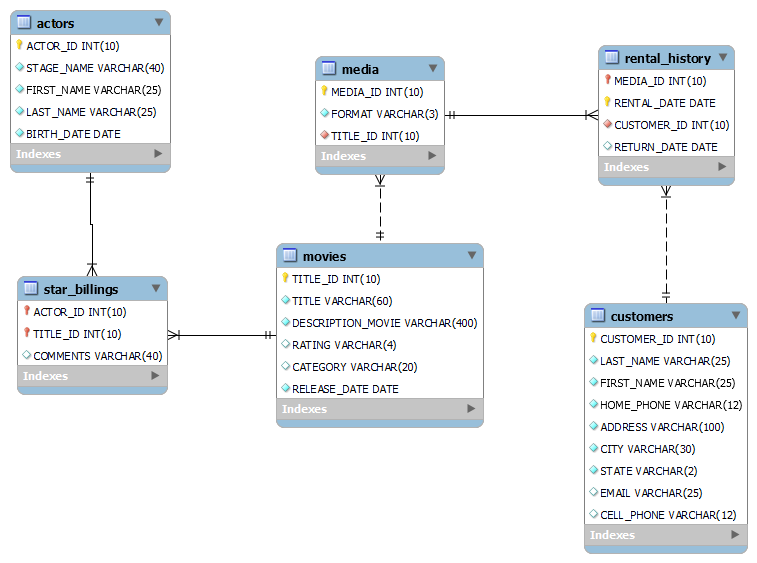 actors
ACTOR_ID INT(10)
STAGE_NAME VARCHAR(40)
FIRST_NAME VARCHAR(25)
LAST_NAME VARCHAR(25)
BIRTH_DATE DATE
Indexes
media
MEDIA_ID INT(10)
FORMAT VARCHAR(3)
TITLE_ID INT(10)
Indexes
rental_history
MEDIA_ID INT(10)
RENTAL_DATE DATE
CUSTOMER_ID INT(10)
RETURN_DATE DATE
Indexes
star_billings
ACTOR_ID INT(10)
TITLE_ID INT(10)
COMMENTS VARCHAR(40)
Indexes
movies
TITLE_ID INT(10)
TITLE VARCHAR(60)
DESCRIPTION_MOVIE VARCHAR(400)
RATING VARCHAR(4)
CATEGORY VARCHAR(20)
RELEASE_DATE DATE
Indexes
customers
CUSTOMER_ID INT(10)
LAST_NAME VARCHAR(25)
FIRST_NAME VARCHAR(25)
HOME_PHONE VARCHAR(12)
ADDRESS VARCHAR(100)
CITY VARCHAR(30)
STATE VARCHAR(2)
EMAIL VARCHAR(25)
CELL_PHONE VARCHAR(12)
Indexes